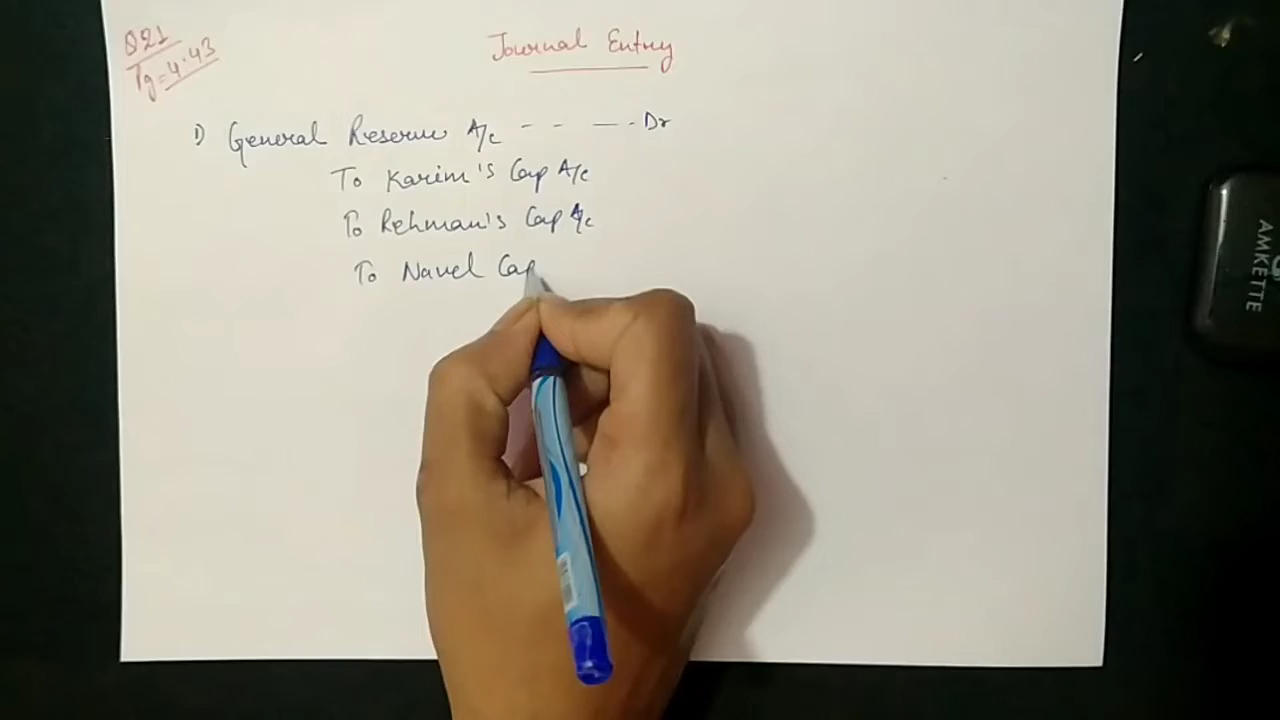 Q21
Pg = 4.43
Journal Entry
1) General Reserve A/c - - - - - Dr
To Karim's Cap A/c
To Rehman's Cap A/c
To Navel Cap
AMKETTE